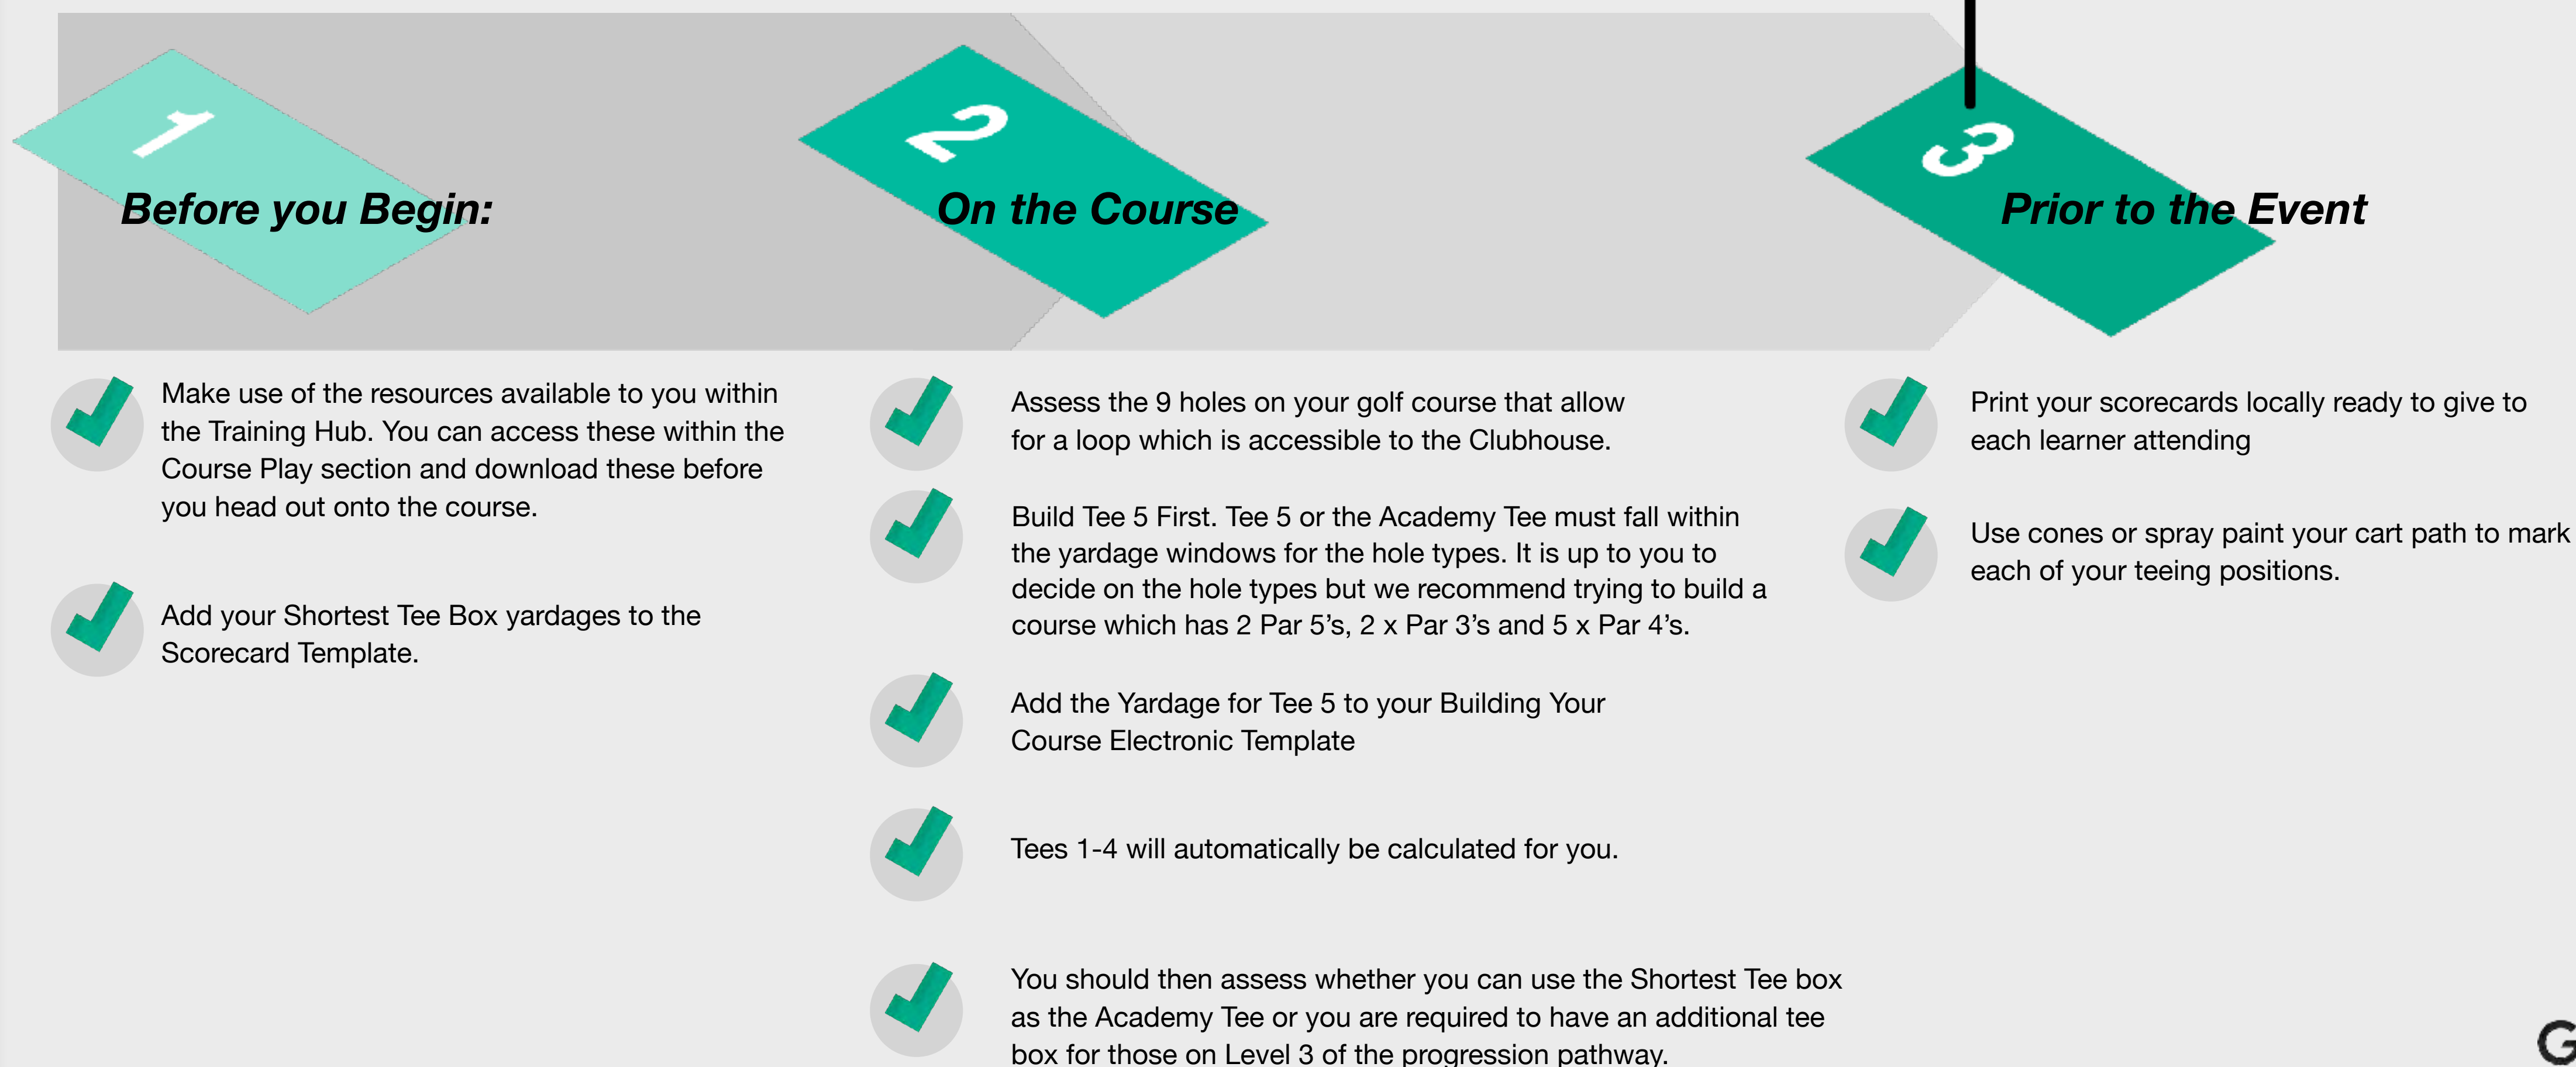 1
Before you Begin:
Make use of the resources available to you within
the Training Hub. You can access these within the
Course Play section and download these before
you head out onto the course.
Add your Shortest Tee Box yardages to the
Scorecard Template.
2
On the Course
Assess the 9 holes on your golf course that allow
for a loop which is accessible to the Clubhouse.
Build Tee 5 First. Tee 5 or the Academy Tee must fall within
the yardage windows for the hole types. It is up to you to
decide on the hole types but we recommend trying to build a
course which has 2 Par 5’s, 2 x Par 3’s and 5 x Par 4’s.
Add the Yardage for Tee 5 to your Building Your
Course Electronic Template
Tees 1-4 will automatically be calculated for you.
You should then assess whether you can use the Shortest Tee box
as the Academy Tee or you are required to have an additional tee
box for those on Level 3 of the progression pathway.
3
Prior to the Event
Print your scorecards locally ready to give to
each learner attending
Use cones or spray paint your cart path to mark
each of your teeing positions.
G